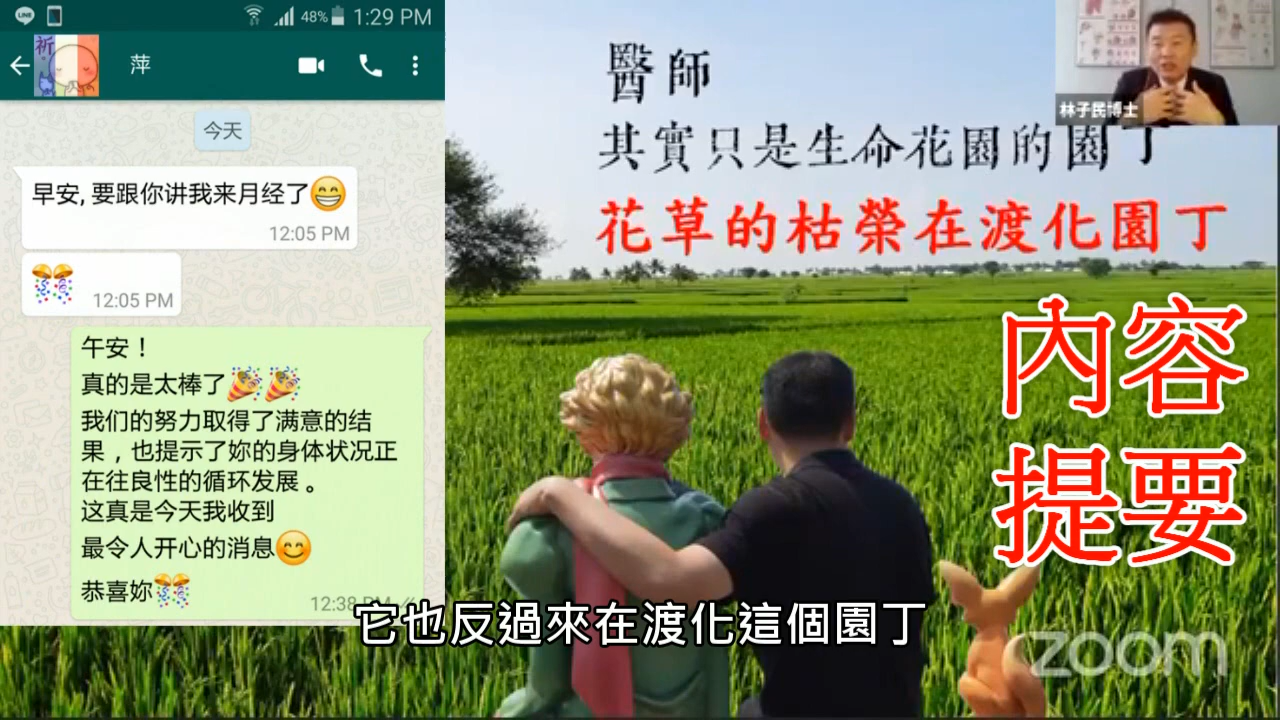 48% 1:29 PM
祈
萍
今天
早安, 要跟你讲我来月经了😁
12:05 PM
12:05 PM
午安！
真的是太棒了🎉🎉
我们的努力取得了满意的结
果，也提示了妳的身体状况正
在往良性的循环发展。
这真是今天我收到
最令人开心的消息😊
恭喜妳🎊
12:38 PM
醫師
其實只是生命花園的園丁
花草的枯榮在渡化園丁
林子民博士
內容
提要
它也反過來在渡化這個園丁
zoom